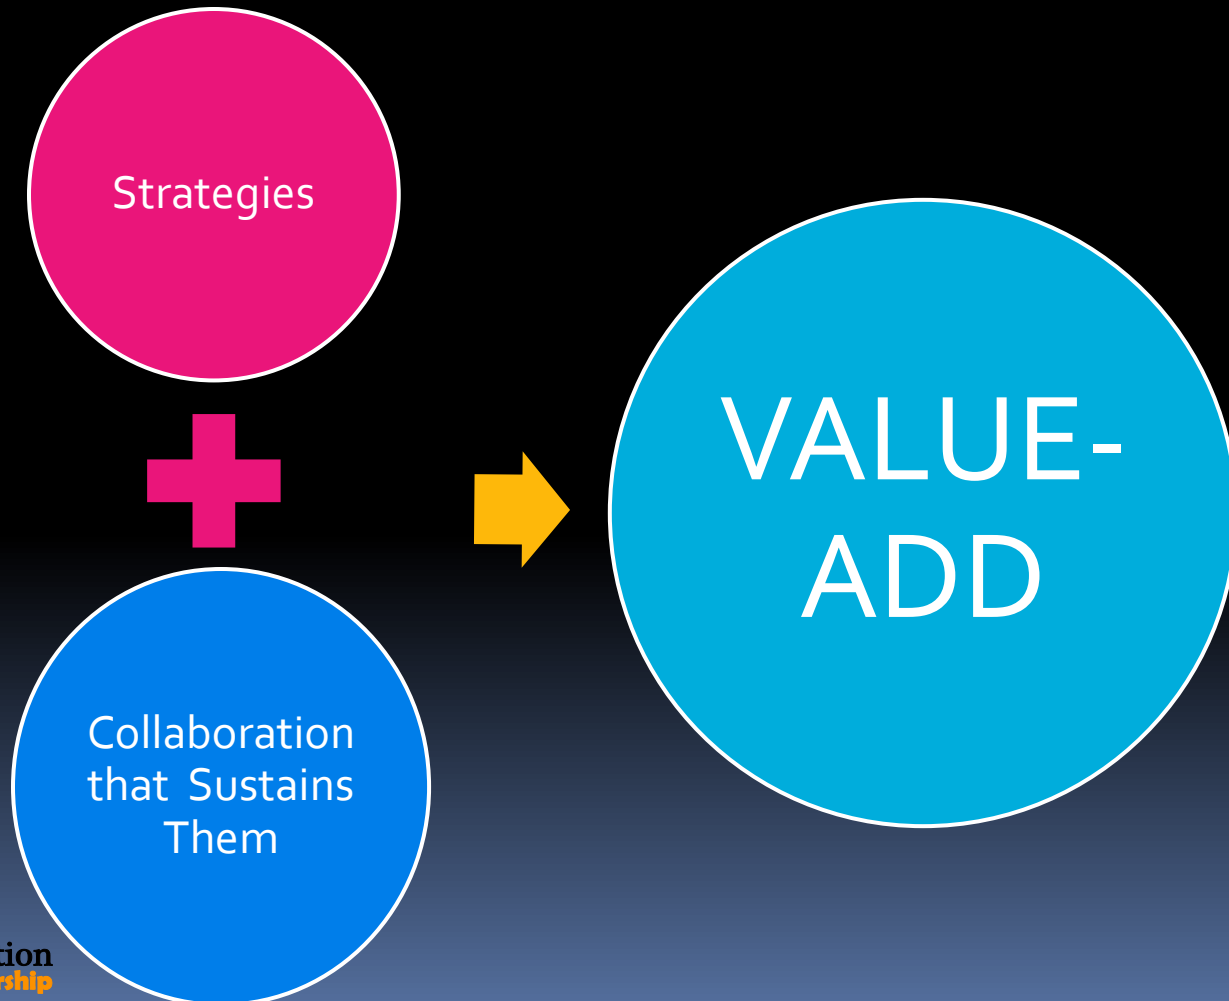 Strategies
Collaboration
that Sustains
Them
VALUE-
ADD